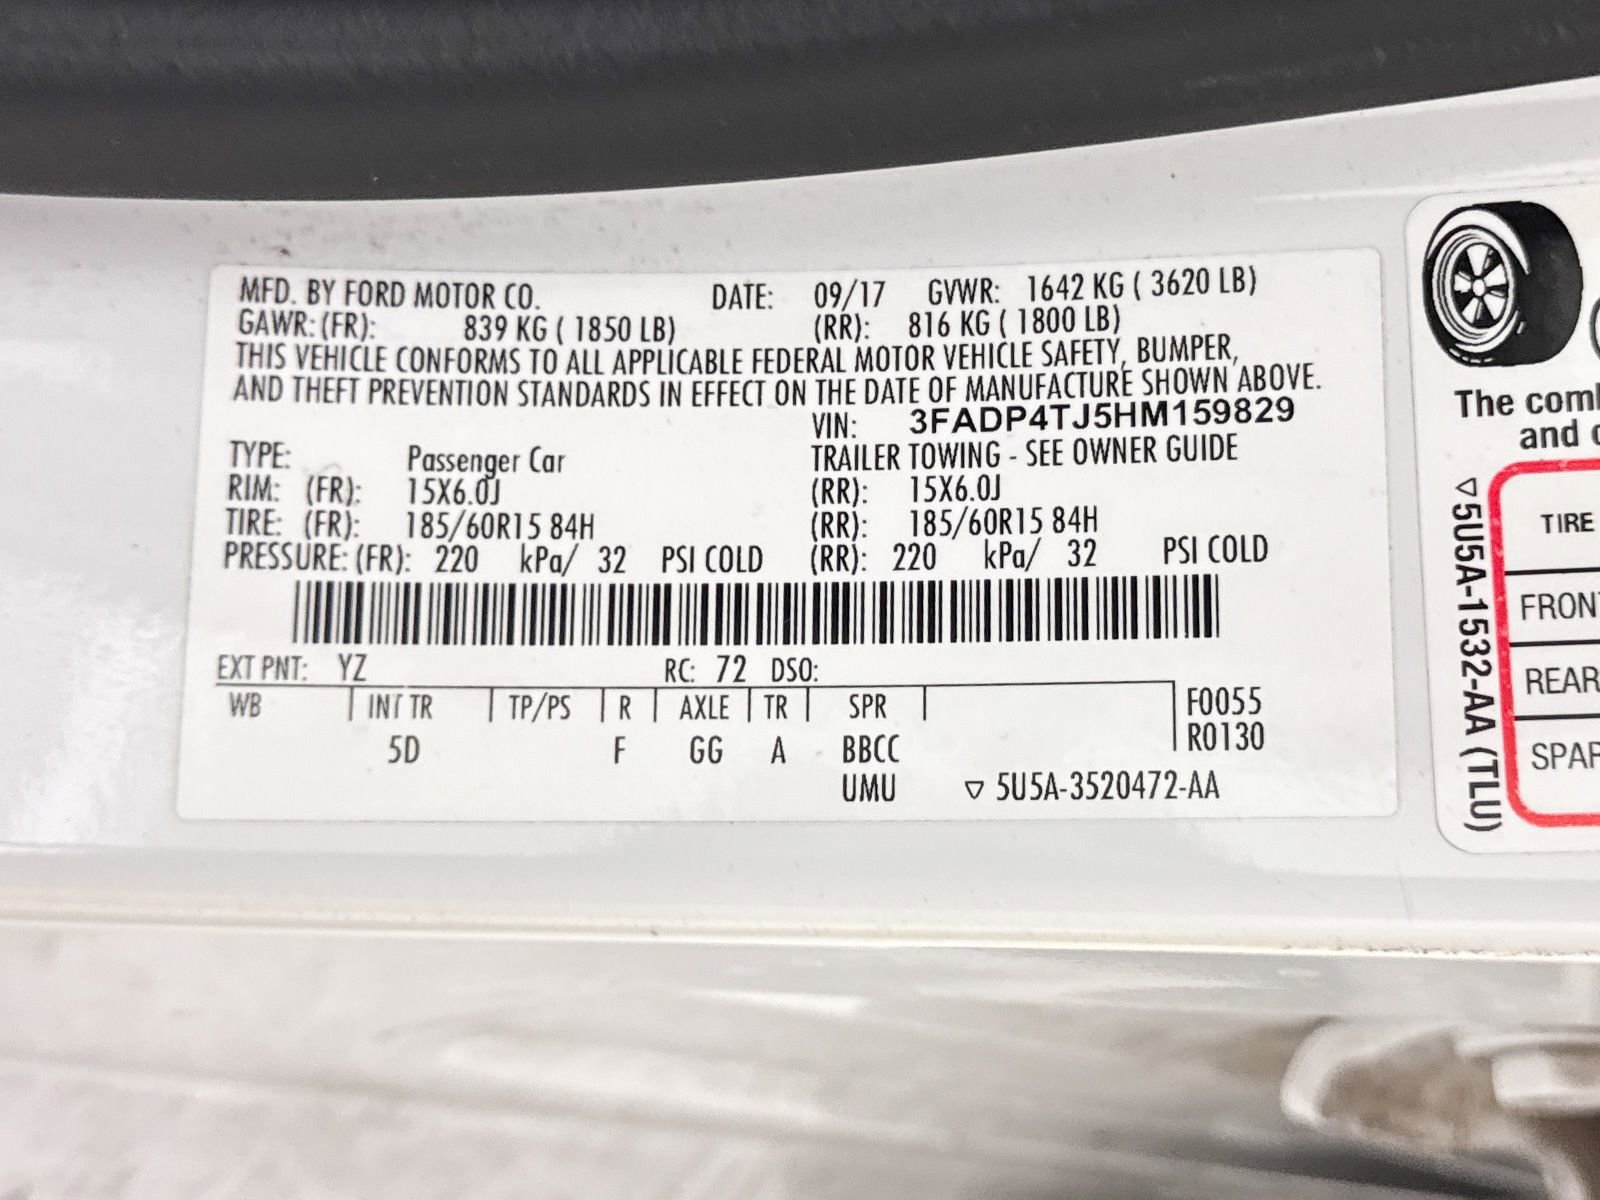 MFD. BY FORD MOTOR CO. DATE: 09/17 GVWR: 1642 KG ( 3620 LB)
GAWR: (FR): 839 KG ( 1850 LB) (RR): 816 KG ( 1800 LB)
THIS VEHICLE CONFORMS TO ALL APPLICABLE FEDERAL MOTOR VEHICLE SAFETY, BUMPER,
AND THEFT PREVENTION STANDARDS IN EFFECT ON THE DATE OF MANUFACTURE SHOWN ABOVE.
VIN: 3FADP4TJ5HM159829
TYPE: Passenger Car TRAILER TOWING - SEE OWNER GUIDE
RIM: (FR): 15X6.0J (RR): 15X6.0J
TIRE: (FR): 185/60R15 84H (RR): 185/60R15 84H
PRESSURE: (FR): 220 kPa/ 32 PSI COLD (RR): 220 kPa/ 32 PSI COLD
EXT PNT: YZ RC: 72 DSO:
WB INT TR TP/PS R AXLE TR SPR F0055
5D F GG A BBCC R0130
UMU ▽ 5U5A-3520472-AA
The com
and
▽ 5U5A-1532-AA (TLU)
TIRE
FRONT
REAR
SPAR